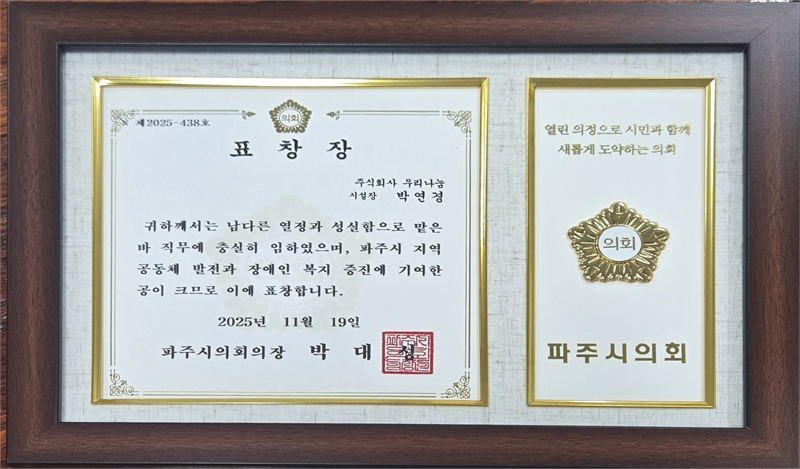 제2025-438호
의회
표창장
주식회사 우리나눔
시설장 박연경
귀하께서는 남다른 열정과 성실함으로 맡은
바 직무에 충실히 임하였으며, 파주시 지역
공동체 발전과 장애인 복지 증진에 기여한
공이 크므로 이에 표창합니다.
2025년 11월 19일
파주시의회의장 박대성
열린 의정으로 시민과 함께
새롭게 도약하는 의회
의회
파주시의회